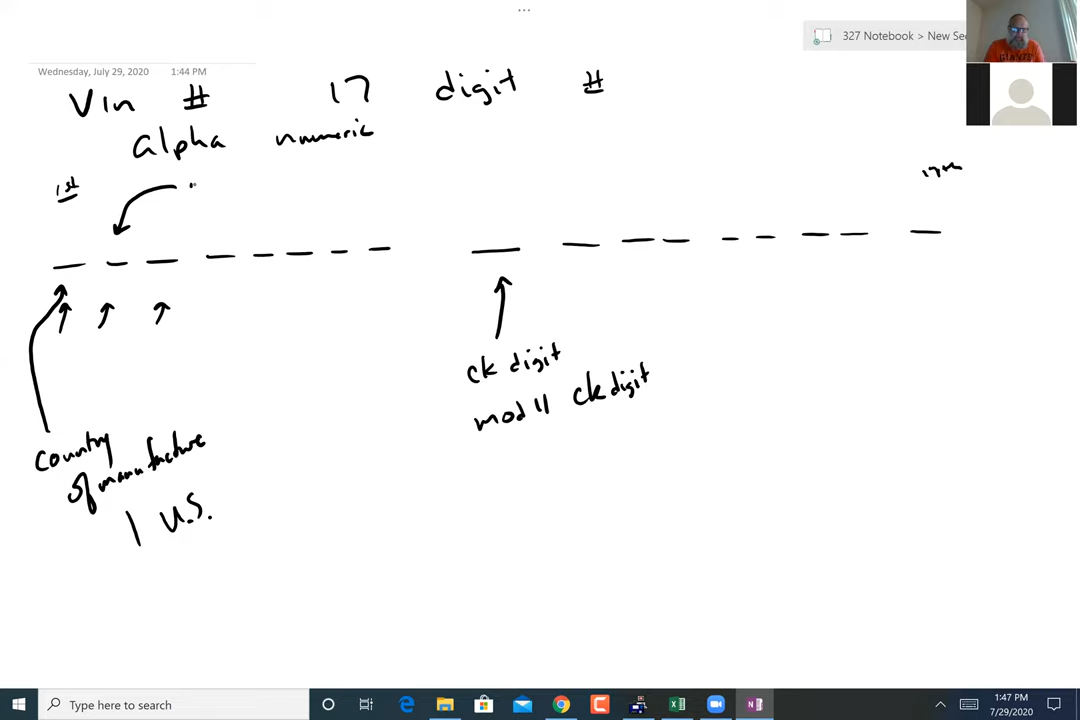 327 Notebook > New Se
Wednesday, July 29, 2020 1:44 PM
Vin # 17 digit #
alpha numeric
1st
17th
ck digit
mod 11 ck digit
country
of manufacture
1 U.S.
Type here to search
1:47 PM
7/29/2020